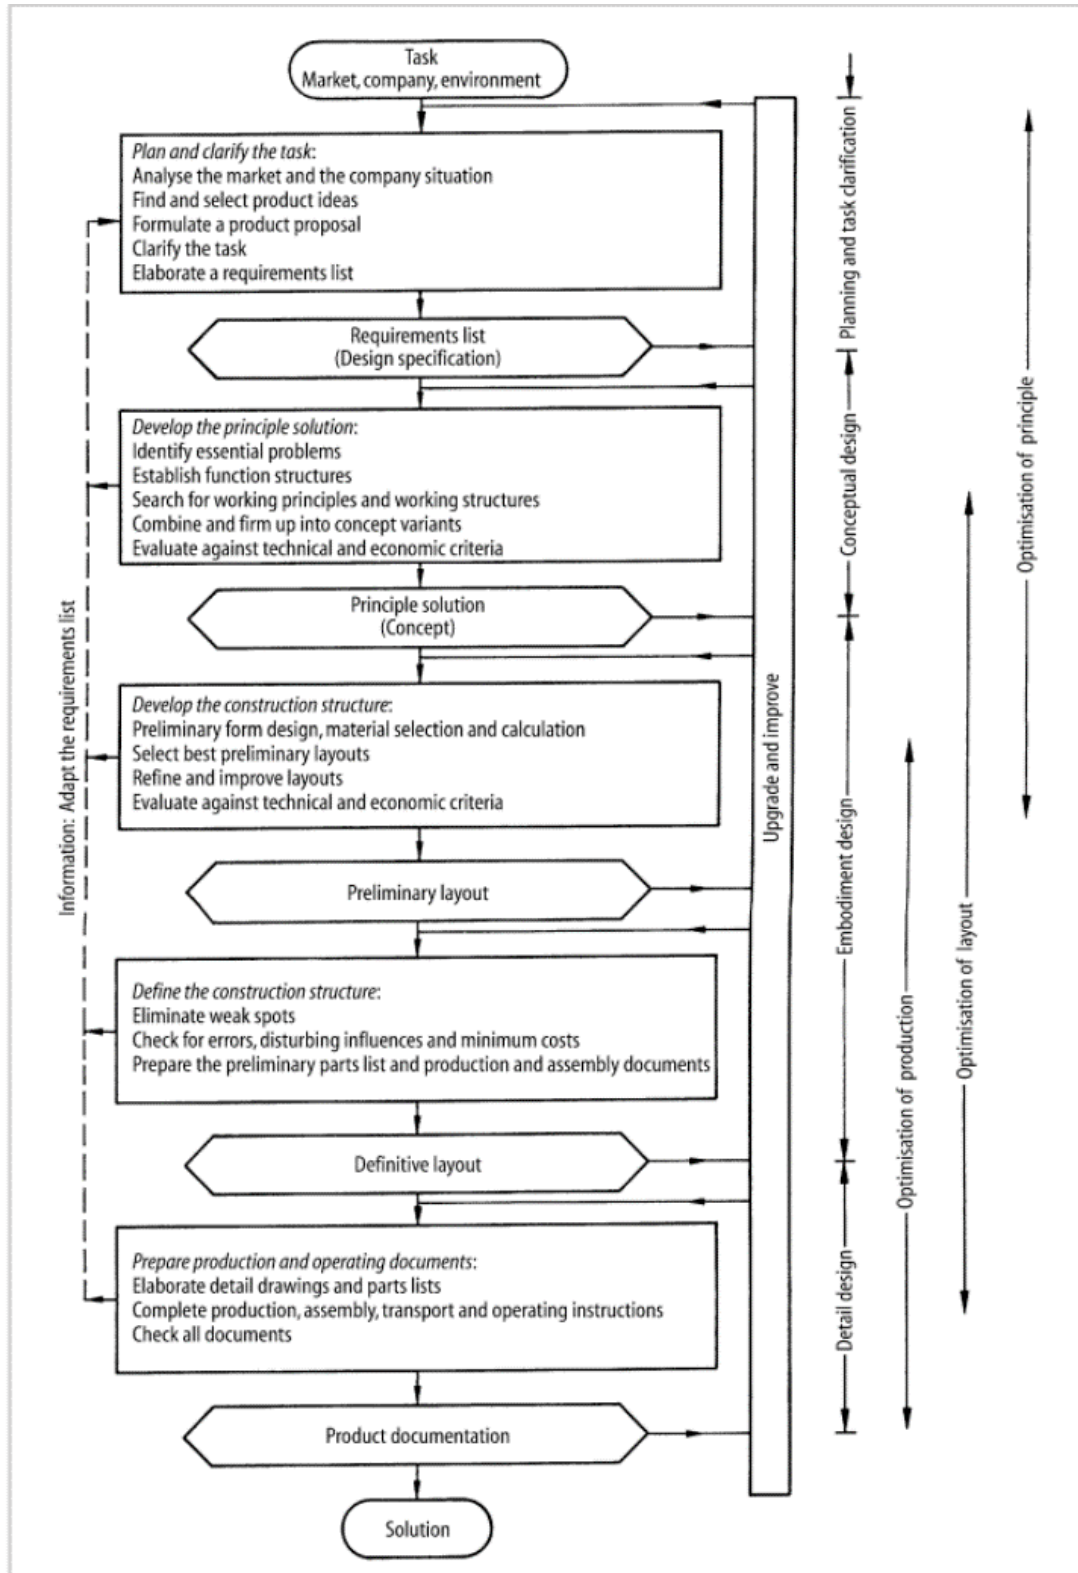 Task
Market, company, environment
Plan and clarify the task:
Analyse the market and the company situation
Find and select product ideas
Formulate a product proposal
Clarify the task
Elaborate a requirements list
Requirements list
(Design specification)
Develop the principle solution:
Identify essential problems
Establish function structures
Search for working principles and working structures
Combine and firm up into concept variants
Evaluate against technical and economic criteria
Principle solution
(Concept)
Develop the construction structure:
Preliminary form design, material selection and calculation
Select best preliminary layouts
Refine and improve layouts
Evaluate against technical and economic criteria
Preliminary layout
Define the construction structure:
Eliminate weak spots
Check for errors, disturbing influences and minimum costs
Prepare the preliminary parts list and production and assembly documents
Definitive layout
Prepare production and operating documents:
Elaborate detail drawings and parts lists
Complete production, assembly, transport and operating instructions
Check all documents
Product documentation
Solution
Information: Adapt the requirements list
Upgrade and improve
Planning and task clarification
Conceptual design
Embodiment design
Detail design
Optimisation of production
Optimisation of layout
Optimisation of principle